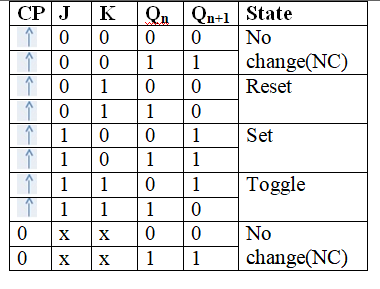 CP J K Qn Qn+1 State
↑ 0 0 0 0 No
↑ 0 0 1 1 change(NC)
↑ 0 1 0 0 Reset
↑ 0 1 1 0
↑ 1 0 0 1 Set
↑ 1 0 1 1
↑ 1 1 0 1 Toggle
↑ 1 1 1 0
0 x x 0 0 No
0 x x 1 1 change(NC)